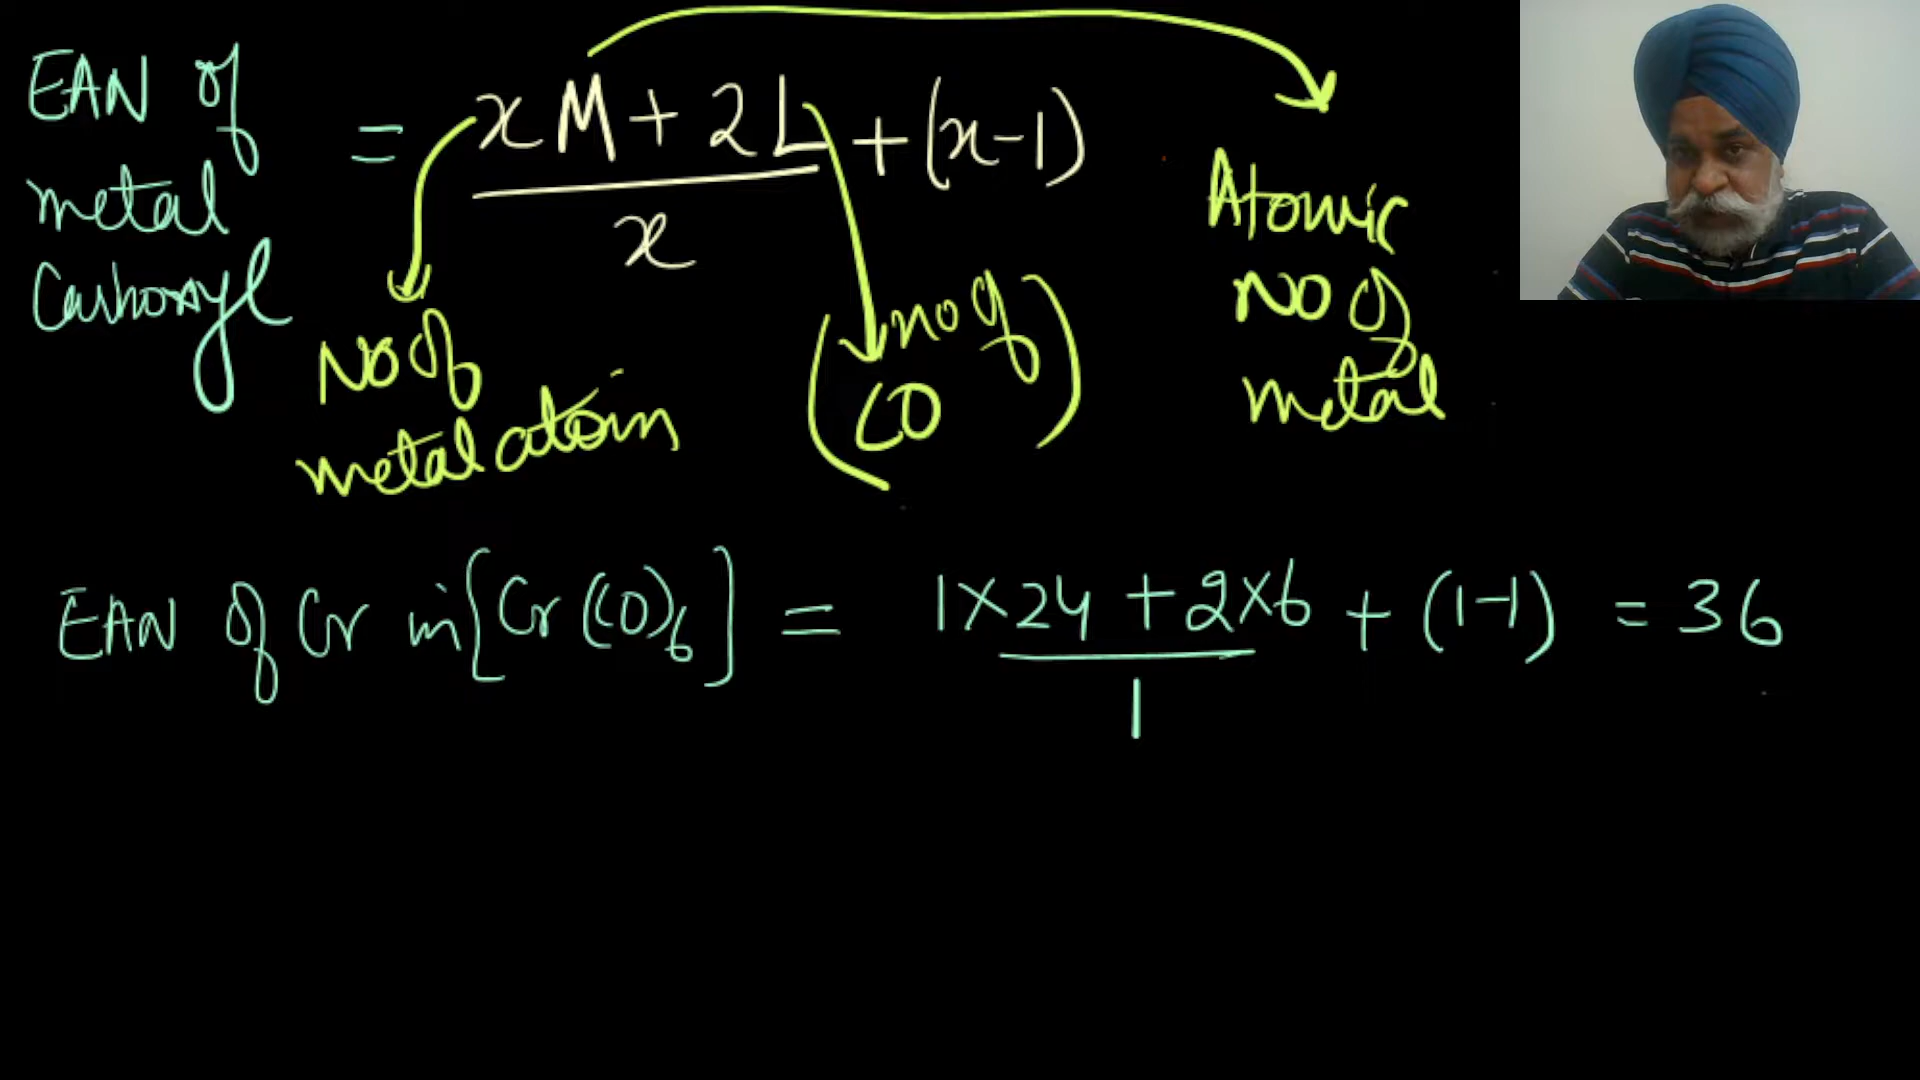 EAN of
metal
Carbonyl
= xM + 2L / x + (x-1)
No of
metal atom
(no of
CO)
Atomic
No of
metal
EAN of Cr in [Cr(CO)6] = 1×24 + 2×6 / 1 + (1-1) = 36